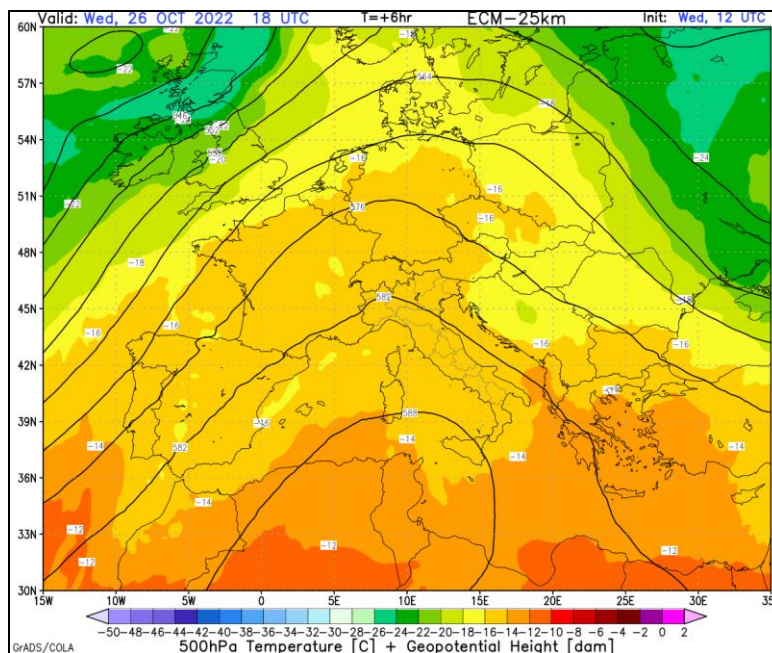 Valid: Wed, 26 OCT 2022 18 UTC T=+6hr ECM-25km Init: Wed, 12 UTC
60N
57N
54N
51N
48N
45N
42N
39N
36N
33N
30N
-22
-22
-18
564
546
-18
-20
-16
-24
-16
-22
576
-16
-18
582
-16
-16
-16
588
-16
-14
-14
582
-14
-14
-14
-12
-12
-12
-12
15W 10W 5W 0 5E 10E 15E 20E 25E 30E 35E
-50 -48 -46 -44 -42 -40 -38 -36 -34 -32 -30 -28 -26 -24 -22 -20 -18 -16 -14 -12 -10 -8 -6 -4 -2 0 2
GrADS/COLA
500hPa Temperature [C] + Geopotential Height [dam]